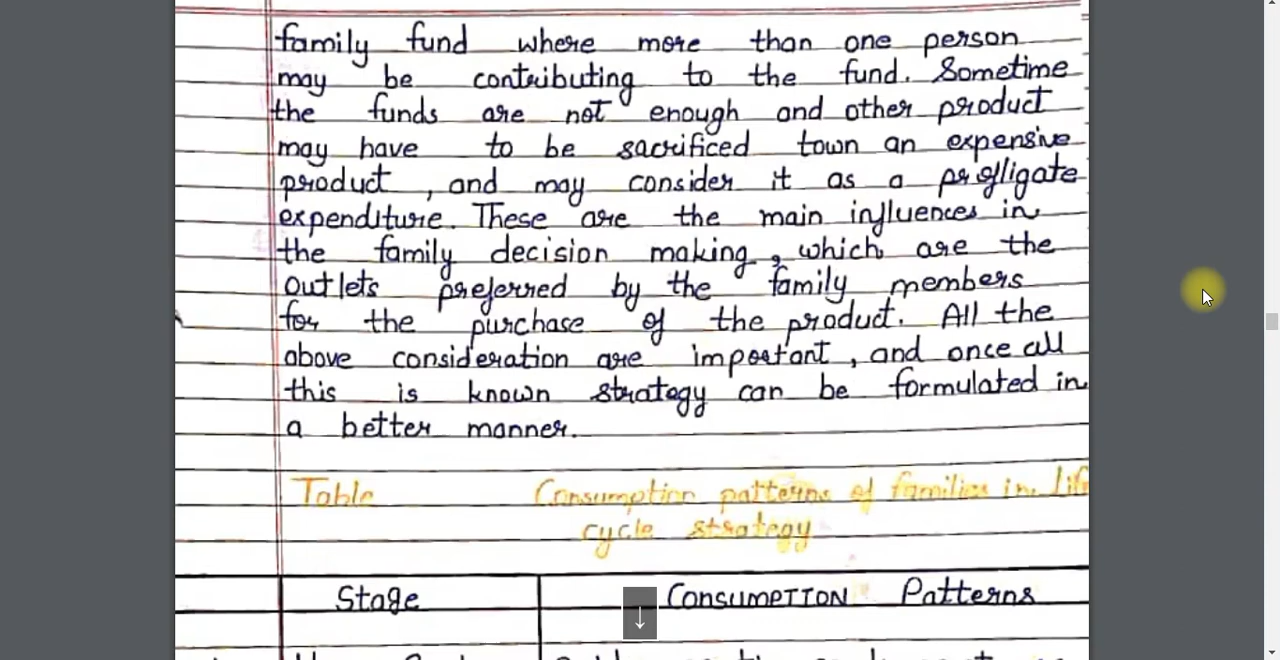 family fund where more than one person
may be contributing to the fund. Sometime
the funds are not enough and other product
may have to be sacrificed town an expensive
product, and may consider it as a profligate
expenditure. These are the main influences in
the family decision making, which are the
outlets preferred by the family members
for the purchase of the product. All the
above consideration are important, and once all
this is known strategy can be formulated in
a better manner.
Table Consumption patterns of families in Life
cycle strategy
Stage CONSUMPTION Patterns